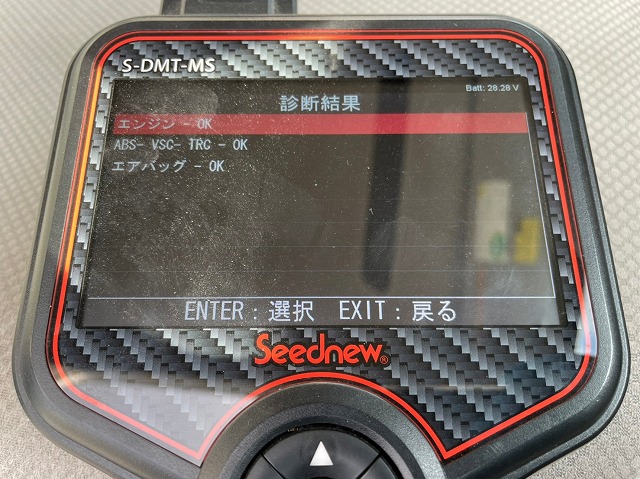 S-DMT-MS
Batt: 28.28 V
診断結果
エンジン - OK
ABS- VSC- TRC - OK
エアバッグ - OK
ENTER : 選択 EXIT : 戻る
Seednew®